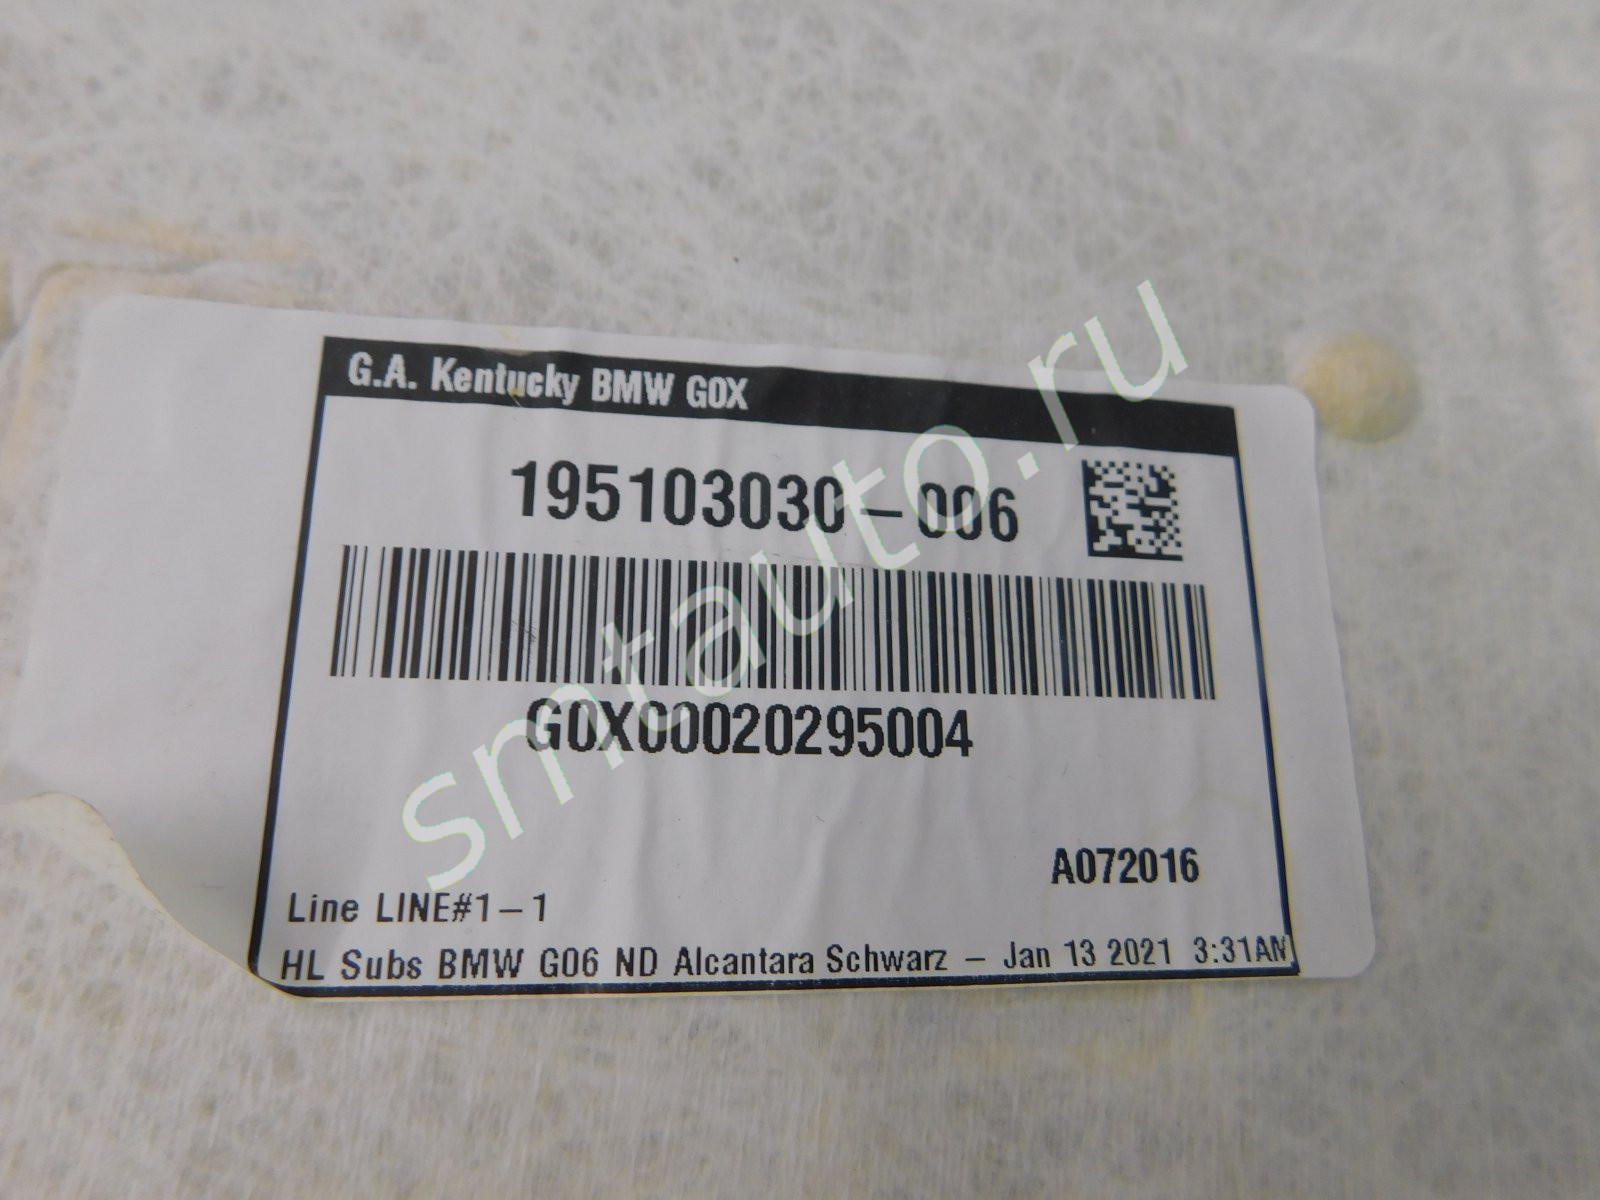 G.A. Kentucky BMW G0X
195103030-006
G0X00020295004
A072016
Line LINE#1-1
HL Subs BMW G06 ND Alcantara Schwarz - Jan 13 2021 3:31AM
smtauto.ru